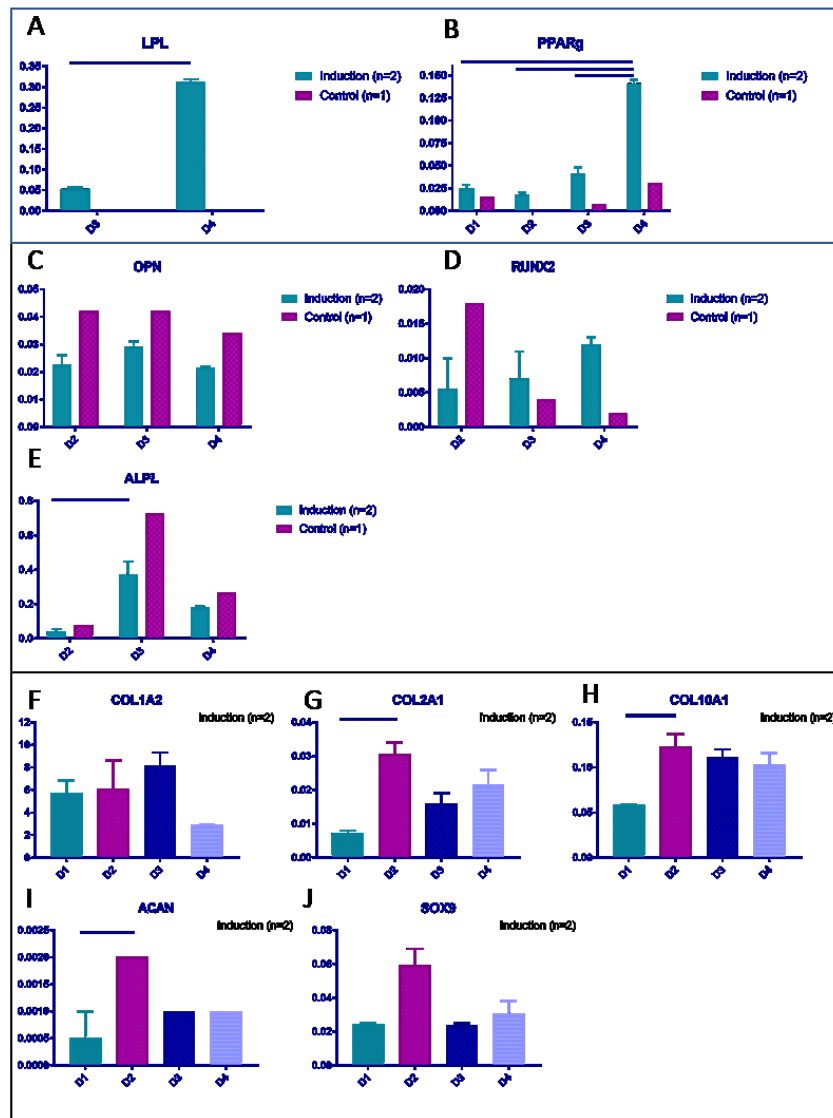 A
LPL
0.35
0.30
0.25
0.20
0.15
0.10
0.05
0.00
D3
D4
Induction (n=2)
Control (n=1)
B
PPARg
0.150
0.125
0.100
0.075
0.050
0.025
0.000
D1
D2
D3
D4
Induction (n=2)
Control (n=1)
C
OPN
0.05
0.04
0.03
0.02
0.01
0.00
D2
D3
D4
Induction (n=2)
Control (n=1)
D
RUNX2
0.020
0.015
0.010
0.005
0.000
D2
D3
D4
Induction (n=2)
Control (n=1)
E
ALPL
0.8
0.6
0.4
0.2
0.0
D2
D3
D4
Induction (n=2)
Control (n=1)
F
COL1A2
Induction (n=2)
12
10
8
6
4
2
0
D1
D2
D3
D4
G
COL2A1
Induction (n=2)
0.04
0.03
0.02
0.01
0.00
D1
D2
D3
D4
H
COL10A1
Induction (n=2)
0.15
0.10
0.05
0.00
D1
D2
D3
D4
I
ACAN
Induction (n=2)
0.0025
0.0020
0.0015
0.0010
0.0005
0.0000
D1
D2
D3
D4
J
SOX9
Induction (n=2)
0.08
0.06
0.04
0.02
0.00
D1
D2
D3
D4